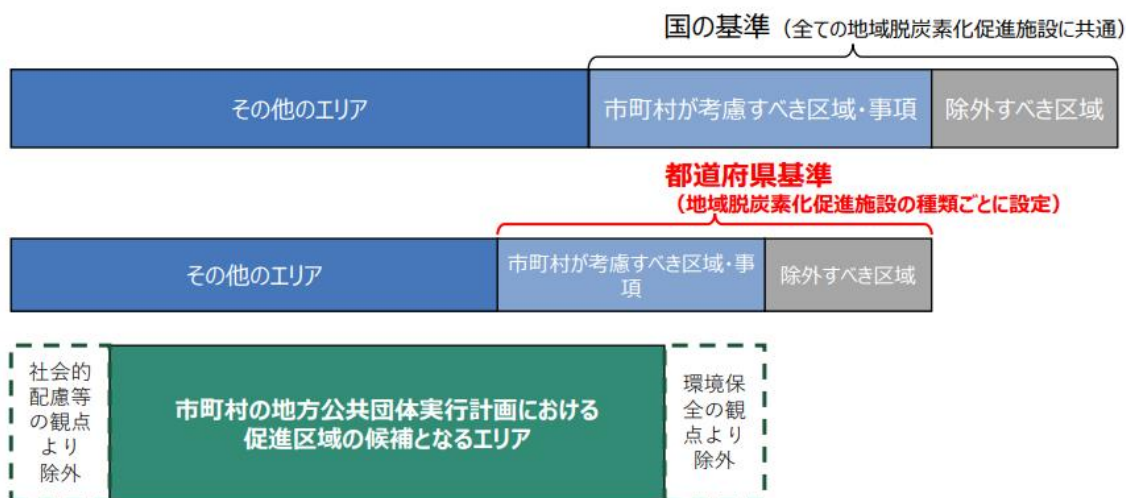 国の基準（全ての地域脱炭素化促進施設に共通）
その他のエリア
市町村が考慮すべき区域・事項
除外すべき区域
都道府県基準
（地域脱炭素化促進施設の種類ごとに設定）
その他のエリア
市町村が考慮すべき区域・事
項
除外すべき区域
社会的
配慮等
の観点
より
除外
市町村の地方公共団体実行計画における
促進区域の候補となるエリア
環境保
全の観
点より
除外